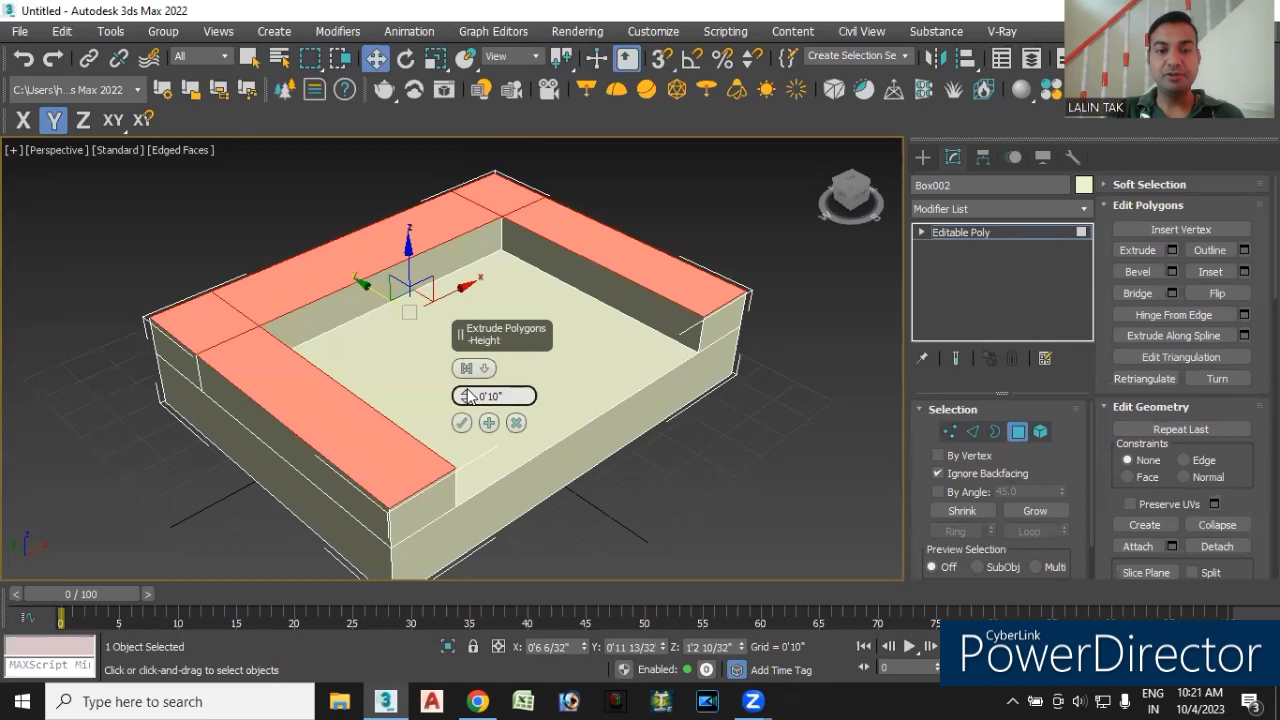 Untitled - Autodesk 3ds Max 2022
File Edit Tools Group Views Create Modifiers Animation Graph Editors Rendering Customize Scripting Content Civil View Substance V-Ray
All View Create Selection Se
C:\Users\h...s Max 2022
LALIN TAK
X Y Z XY XY
[+] [Perspective] [Standard] [Edged Faces]
Extrude Polygons
-Height
0'10"
Box002
Modifier List
Editable Poly
Soft Selection
Edit Polygons
Insert Vertex
Extrude Outline
Bevel Inset
Bridge Flip
Hinge From Edge
Extrude Along Spline
Edit Triangulation
Retriangulate Turn
Selection
By Vertex
Ignore Backfacing
By Angle: 45.0
Shrink Grow
Ring Loop
Preview Selection
Off SubObj Multi
Edit Geometry
Repeat Last
Constraints
None Edge
Face Normal
Preserve UVs
Create Collapse
Attach Detach
Slice Plane Split
x
y
z
z
0 / 100
0 5 10 15 20 25 30 35 40 45 50 55 60 65 70 75
1 Object Selected
X: 0'6 6/32" Y: 0'11 13/32" Z: 1'2 10/32" Grid = 0'10"
MAXScript Mi
Click or click-and-drag to select objects
Enabled: 0 Add Time Tag
0
CyberLink
PowerDirector
Type here to search
ENG
IN
10:21 AM
10/4/2023
3